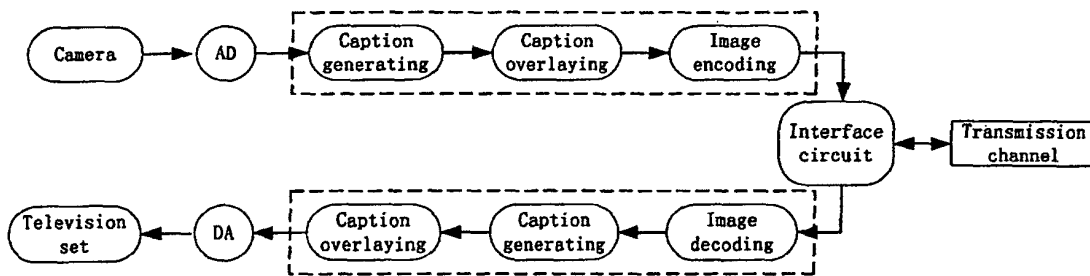 Camera
AD
Caption
generating
Caption
overlaying
Image
encoding
Interface
circuit
Transmission
channel
Television
set
DA
Caption
overlaying
Caption
generating
Image
decoding